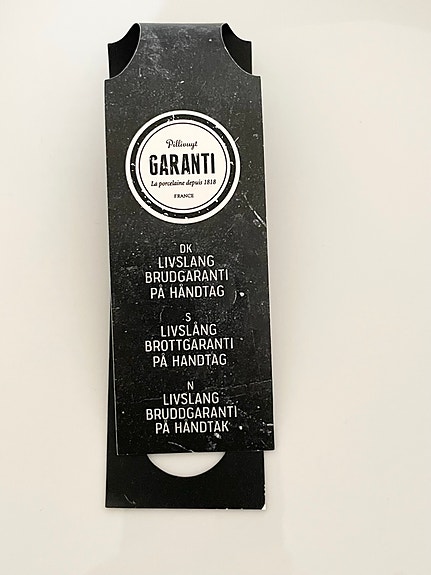 Pillivuyt
GARANTI
La porcelaine depuis 1818
FRANCE
DK
LIVSLANG
BRUDGARANTI
PÅ HÅNDTAG
S
LIVSLÅNG
BROTTGARANTI
PÅ HANDTAG
N
LIVSLANG
BRUDDGARANTI
PÅ HÅNDTAK